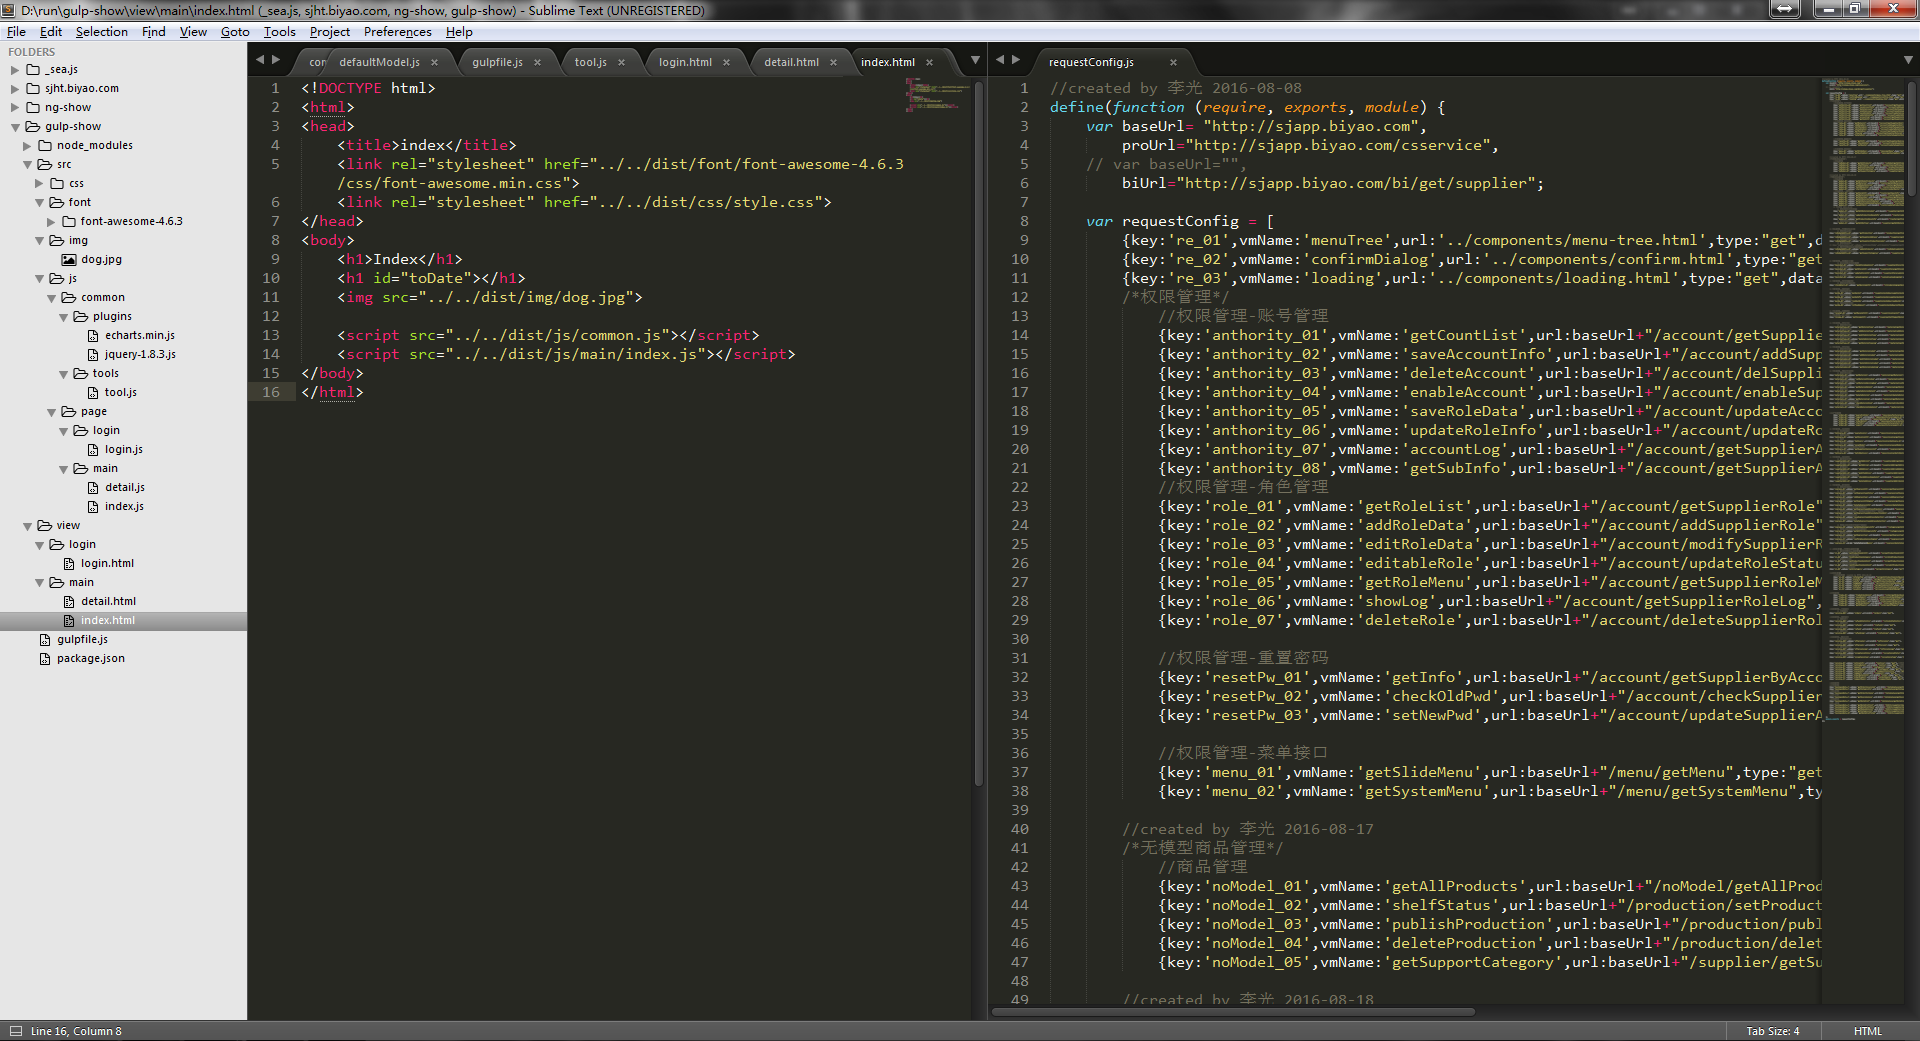 D:\run\gulp-show\view\main\index.html (_sea.js, sjht.biyao.com, ng-show, gulp-show) - Sublime Text (UNREGISTERED)
File Edit Selection Find View Goto Tools Project Preferences Help
FOLDERS
_sea.js
sjht.biyao.com
ng-show
gulp-show
node_modules
src
css
font
font-awesome-4.6.3
img
dog.jpg
js
common
plugins
echarts.min.js
jquery-1.8.3.js
tools
tool.js
page
login
login.js
main
detail.js
index.js
view
login
login.html
main
detail.html
index.html
gulpfile.js
package.json
defaultModel.js gulpfile.js tool.js login.html detail.html index.html
1 <!DOCTYPE html>
2 <html>
3 <head>
4 <title>index</title>
5 <link rel="stylesheet" href="../../dist/font/font-awesome-4.6.3
/css/font-awesome.min.css">
6 <link rel="stylesheet" href="../../dist/css/style.css">
7 </head>
8 <body>
9 <h1>Index</h1>
10 <h1 id="toDate"></h1>
11 <img src="../../dist/img/dog.jpg">
12
13 <script src="../../dist/js/common.js"></script>
14 <script src="../../dist/js/main/index.js"></script>
15 </body>
16 </html>
requestConfig.js
1 //created by 李光 2016-08-08
2 define(function (require, exports, module) {
3 var baseUrl= "http://sjapp.biyao.com",
4 proUrl="http://sjapp.biyao.com/csservice",
5 // var baseUrl="",
6 biUrl="http://sjapp.biyao.com/bi/get/supplier";
7
8 var requestConfig = [
9 {key:'re_01',vmName:'menuTree',url:'../components/menu-tree.html',type:"get",d
10 {key:'re_02',vmName:'confirmDialog',url:'../components/confirm.html',type:"get
11 {key:'re_03',vmName:'loading',url:'../components/loading.html',type:"get",data
12 /*权限管理*/
13 //权限管理-账号管理
14 {key:'anthority_01',vmName:'getCountList',url:baseUrl+"/account/getSupplie
15 {key:'anthority_02',vmName:'saveAccountInfo',url:baseUrl+"/account/addSupp
16 {key:'anthority_03',vmName:'deleteAccount',url:baseUrl+"/account/delSuppli
17 {key:'anthority_04',vmName:'enableAccount',url:baseUrl+"/account/enableSup
18 {key:'anthority_05',vmName:'saveRoleData',url:baseUrl+"/account/updateAcco
19 {key:'anthority_06',vmName:'updateRoleInfo',url:baseUrl+"/account/updateRo
20 {key:'anthority_07',vmName:'accountLog',url:baseUrl+"/account/getSupplierA
21 {key:'anthority_08',vmName:'getSubInfo',url:baseUrl+"/account/getSupplierA
22 //权限管理-角色管理
23 {key:'role_01',vmName:'getRoleList',url:baseUrl+"/account/getSupplierRole"
24 {key:'role_02',vmName:'addRoleData',url:baseUrl+"/account/addSupplierRole"
25 {key:'role_03',vmName:'editRoleData',url:baseUrl+"/account/modifySupplierR
26 {key:'role_04',vmName:'editableRole',url:baseUrl+"/account/updateRoleStatu
27 {key:'role_05',vmName:'getRoleMenu',url:baseUrl+"/account/getSupplierRoleM
28 {key:'role_06',vmName:'showLog',url:baseUrl+"/account/getSupplierRoleLog",
29 {key:'role_07',vmName:'deleteRole',url:baseUrl+"/account/deleteSupplierRol
30
31 //权限管理-重置密码
32 {key:'resetPw_01',vmName:'getInfo',url:baseUrl+"/account/getSupplierByAcco
33 {key:'resetPw_02',vmName:'checkOldPwd',url:baseUrl+"/account/checkSupplier
34 {key:'resetPw_03',vmName:'setNewPwd',url:baseUrl+"/account/updateSupplierA
35
36 //权限管理-菜单接口
37 {key:'menu_01',vmName:'getSlideMenu',url:baseUrl+"/menu/getMenu",type:"get
38 {key:'menu_02',vmName:'getSystemMenu',url:baseUrl+"/menu/getSystemMenu",ty
39
40 //created by 李光 2016-08-17
41 /*无模型商品管理*/
42 //商品管理
43 {key:'noModel_01',vmName:'getAllProducts',url:baseUrl+"/noModel/getAllProd
44 {key:'noModel_02',vmName:'shelfStatus',url:baseUrl+"/production/setProduct
45 {key:'noModel_03',vmName:'publishProduction',url:baseUrl+"/production/publ
46 {key:'noModel_04',vmName:'deleteProduction',url:baseUrl+"/production/delet
47 {key:'noModel_05',vmName:'getSupportCategory',url:baseUrl+"/supplier/getSu
48
49 //created by 李光 2016-08-18
Line 16, Column 8
Tab Size: 4
HTML